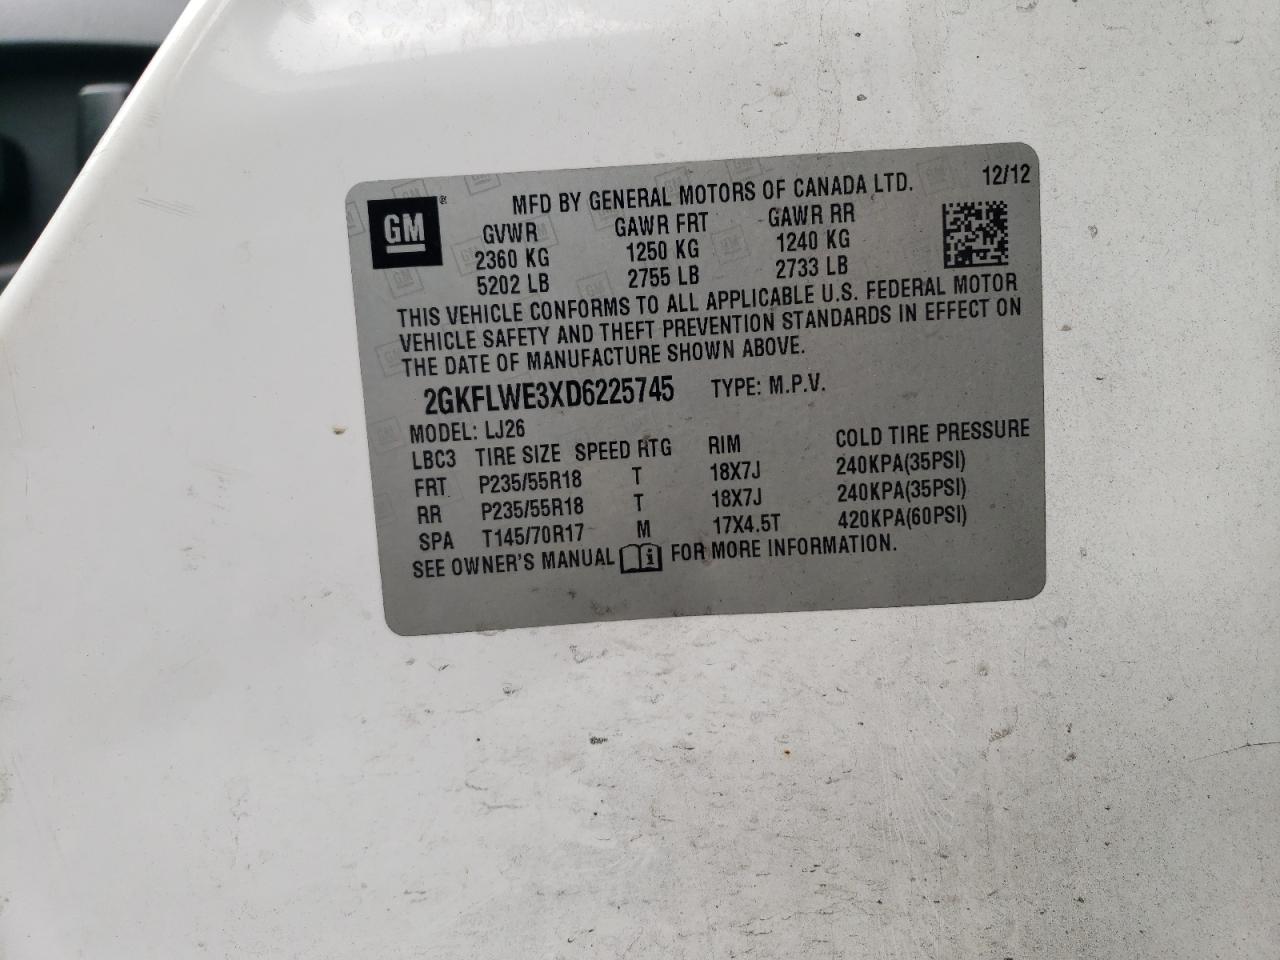 GM ®
MFD BY GENERAL MOTORS OF CANADA LTD. 12/12
GVWR GAWR FRT GAWR RR
2360 KG 1250 KG 1240 KG
5202 LB 2755 LB 2733 LB
THIS VEHICLE CONFORMS TO ALL APPLICABLE U.S. FEDERAL MOTOR
VEHICLE SAFETY AND THEFT PREVENTION STANDARDS IN EFFECT ON
THE DATE OF MANUFACTURE SHOWN ABOVE.
2GKFLWE3XD6225745 TYPE: M.P.V.
MODEL: LJ26
LBC3 TIRE SIZE SPEED RTG RIM COLD TIRE PRESSURE
FRT P235/55R18 T 18X7J 240KPA(35PSI)
RR P235/55R18 T 18X7J 240KPA(35PSI)
SPA T145/70R17 M 17X4.5T 420KPA(60PSI)
SEE OWNER'S MANUAL FOR MORE INFORMATION.